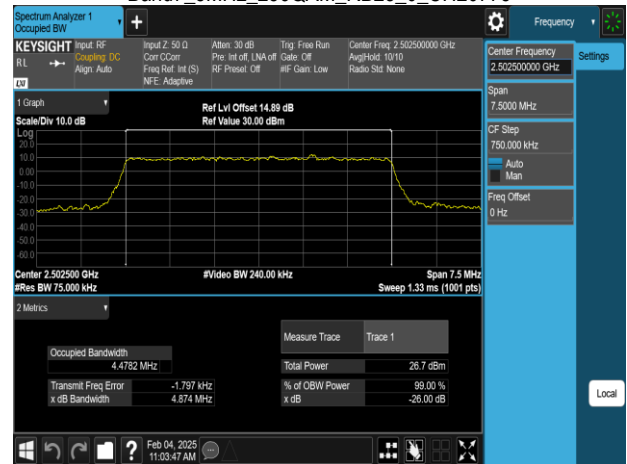 Spectrum Analyzer 1
Occupied BW
Frequency
KEYSIGHT
RL
LXI
Input: RF
Coupling: DC
Align: Auto
Input Z: 50 Ω
Corr CCorr
Freq Ref: Int (S)
NFE: Adaptive
Atten: 30 dB
Pre: Int off, LNA off
RF Preset: Off
Trig: Free Run
Gate: Off
#IF Gain: Low
Center Freq: 2.502500000 GHz
Avg|Hold: 10/10
Radio Std: None
Center Frequency
2.502500000 GHz
Settings
Span
7.5000 MHz
CF Step
750.000 kHz
Auto
Man
Freq Offset
0 Hz
Local
1 Graph
Scale/Div 10.0 dB
Ref Lvl Offset 14.89 dB
Ref Value 30.00 dBm
Log
20.0
10.0
0.00
-10.0
-20.0
-30.0
-40.0
-50.0
-60.0
Center 2.502500 GHz
#Video BW 240.00 kHz
Span 7.5 MHz
#Res BW 75.000 kHz
Sweep 1.33 ms (1001 pts)
2 Metrics
Measure Trace
Trace 1
Occupied Bandwidth
4.4782 MHz
Total Power
26.7 dBm
Transmit Freq Error
-1.797 kHz
% of OBW Power
99.00 %
x dB Bandwidth
4.874 MHz
x dB
-26.00 dB
Feb 04, 2025
11:03:47 AM